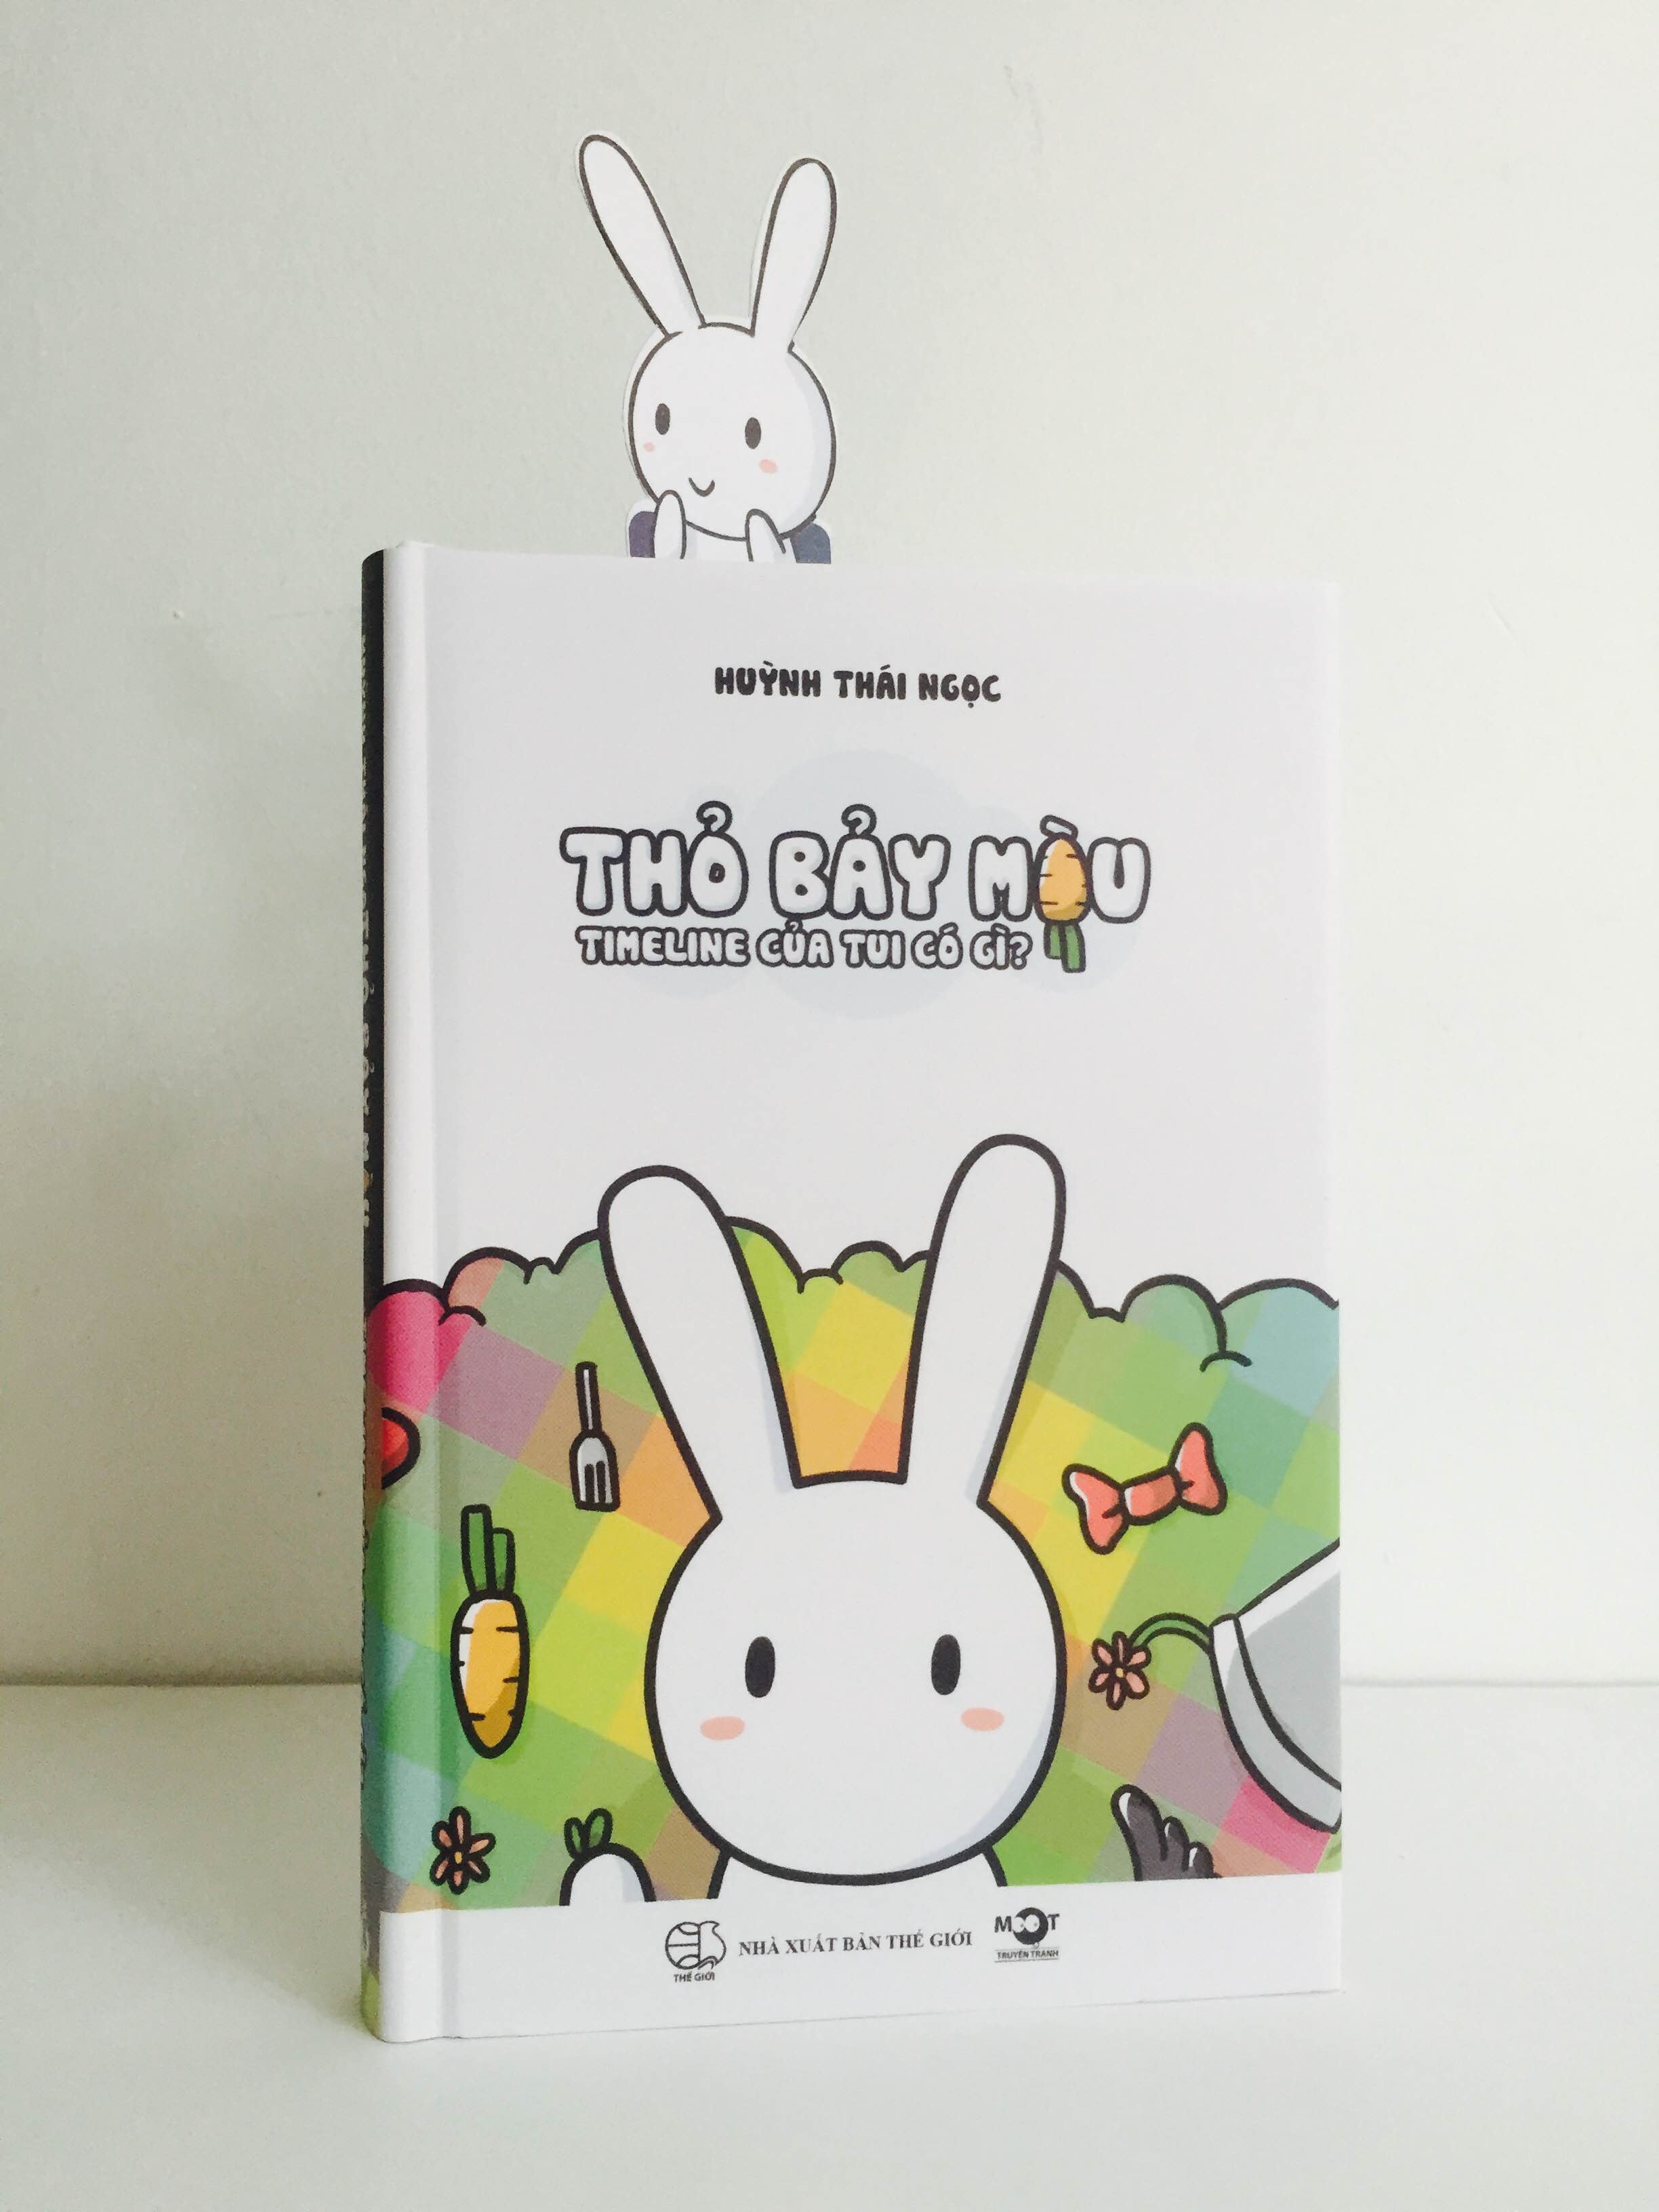 HUỲNH THÁI NGỌC
THỎ BẢY MÀU
TIMELINE CỦA TUI CÓ GÌ?
THẾ GIỚI
NHÀ XUẤT BẢN THẾ GIỚI
MOOT
TRUYỆN TRANH